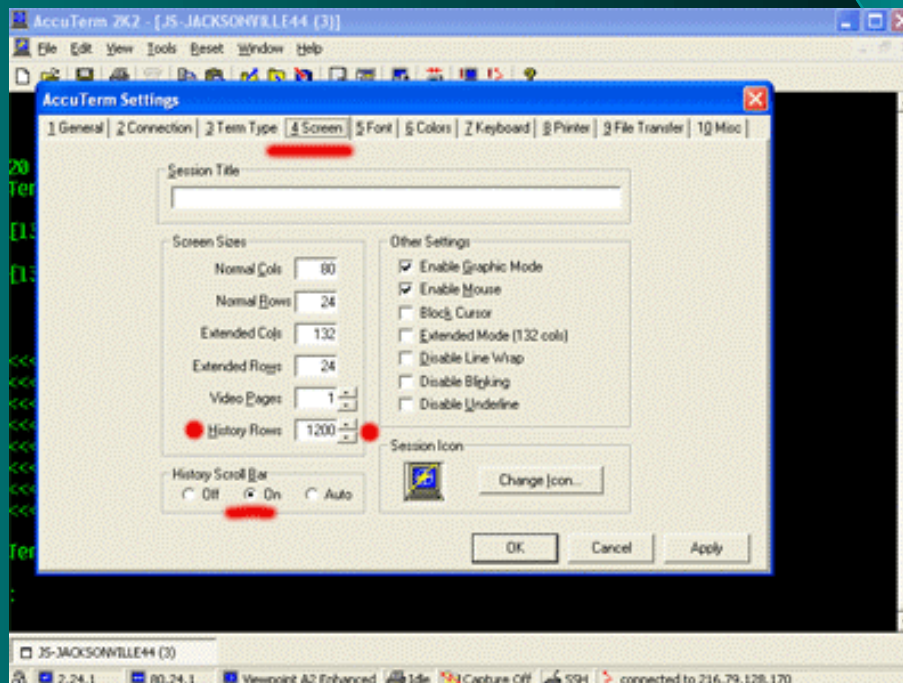 AccuTerm 2K2 - [JS-JACKSONVILLE44 (3)]
File Edit View Tools Reset Window Help
AccuTerm Settings
1 General 2 Connection 3 Term Type 4 Screen 5 Font 6 Colors 7 Keyboard 8 Printer 9 File Transfer 10 Misc
20
Ter
[13
[13
Session Title
Screen Sizes
Normal Cols 80
Normal Rows 24
Extended Cols 132
Extended Rows 24
Video Pages 1
History Rows 1200
History Scroll Bar
Off On Auto
Other Settings
Enable Graphic Mode
Enable Mouse
Block Cursor
Extended Mode (132 cols)
Disable Line Wrap
Disable Blinking
Disable Underline
Session Icon
Change Icon...
<<<
<<<
<<<
<<<
<<<
<<<
<<<
<<<
Ter
:
OK Cancel Apply
JS-JACKSONVILLE44 (3)
2,24,1 80,24,1 Viewpoint A2 Enhanced Idle Capture Off SSH connected to 216.79.128.170